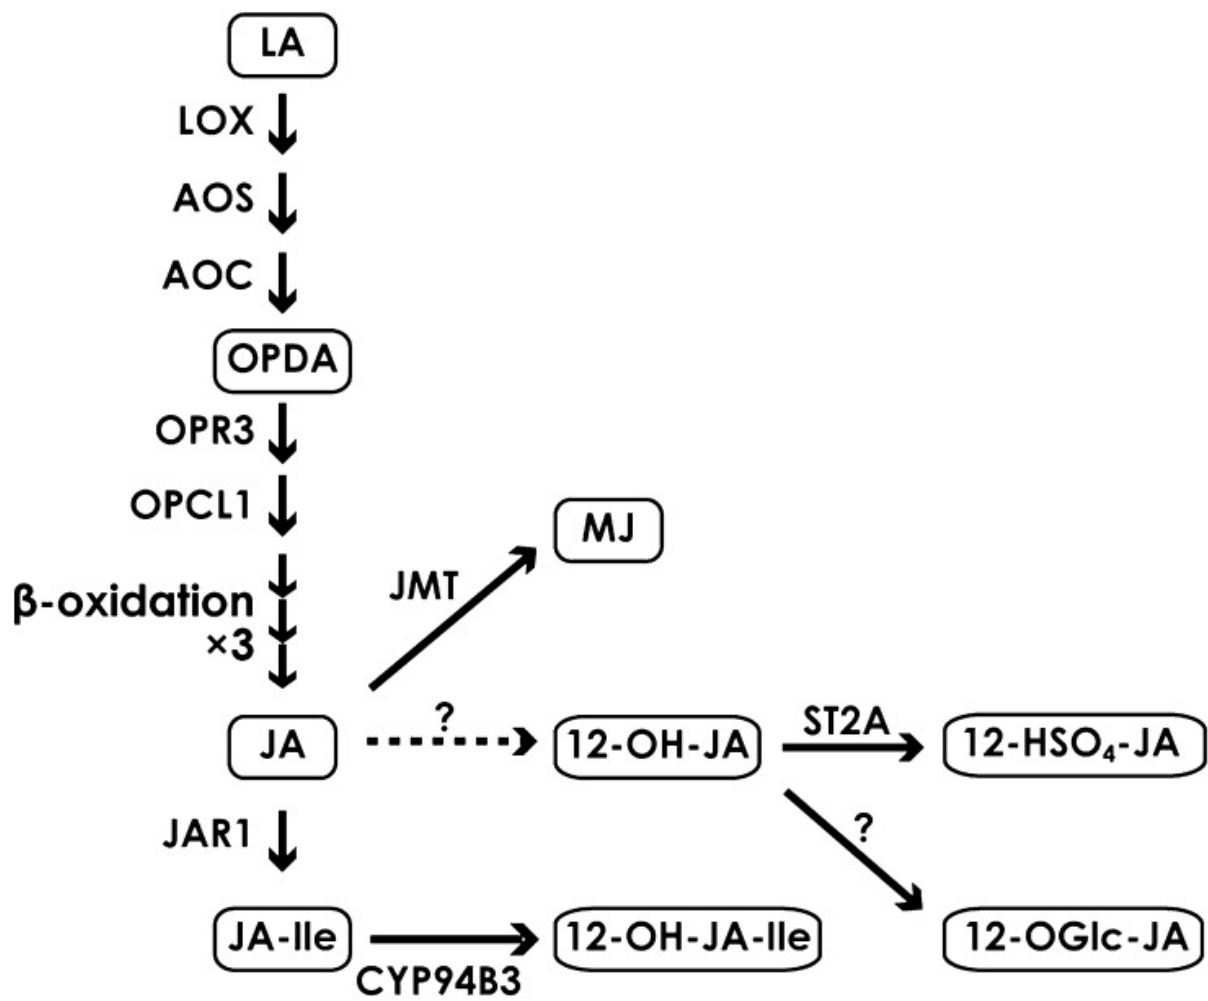 LA
LOX
AOS
AOC
OPDA
OPR3
OPCL1
MJ
JMT
β-oxidation
×3
?
ST2A
JA
12-OH-JA
12-HSO₄-JA
JAR1
?
JA-Ile
12-OH-JA-Ile
12-OGlc-JA
CYP94B3